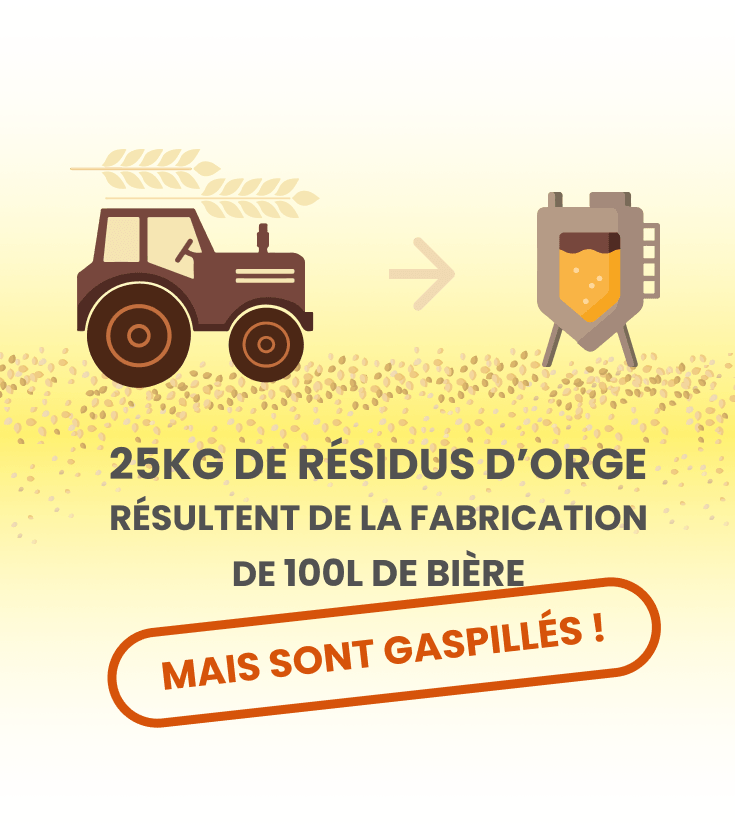 25KG DE RÉSIDUS D’ORGE
RÉSULTENT DE LA FABRICATION
DE 100L DE BIÈRE
MAIS SONT GASPILLÉS !